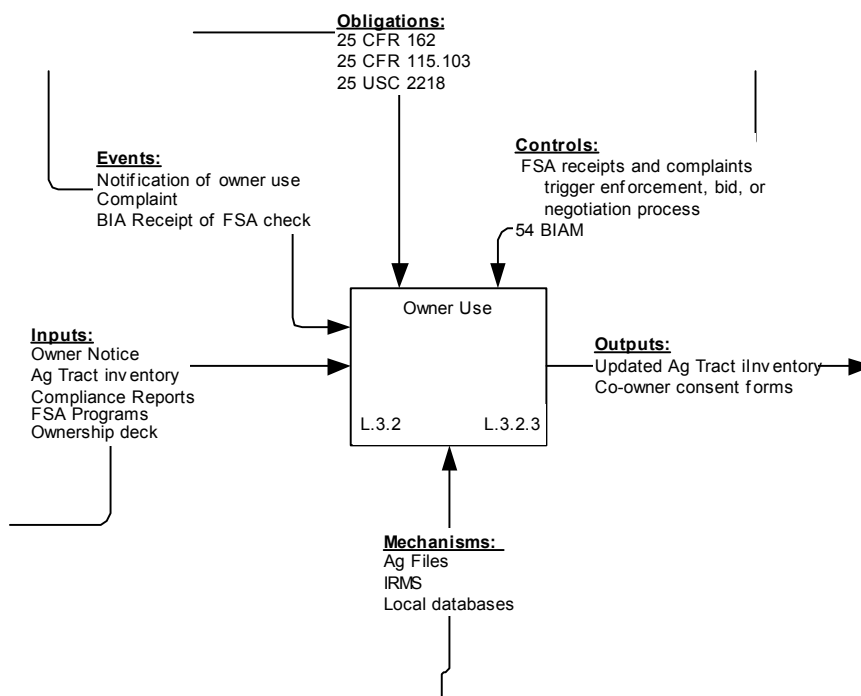 Obligations:
25 CFR 162
25 CFR 115.103
25 USC 2218
Controls:
FSA receipts and complaints
trigger enforcement, bid, or
negotiation process
54 BIAM
Events:
Notification of owner use
Complaint
BIA Receipt of FSA check
Owner Use
L.3.2
L.3.2.3
Inputs:
Owner Notice
Ag Tract inventory
Compliance Reports
FSA Programs
Ownership deck
Outputs:
Updated Ag Tract iInventory
Co-owner consent forms
Mechanisms:
Ag Files
IRMS
Local databases